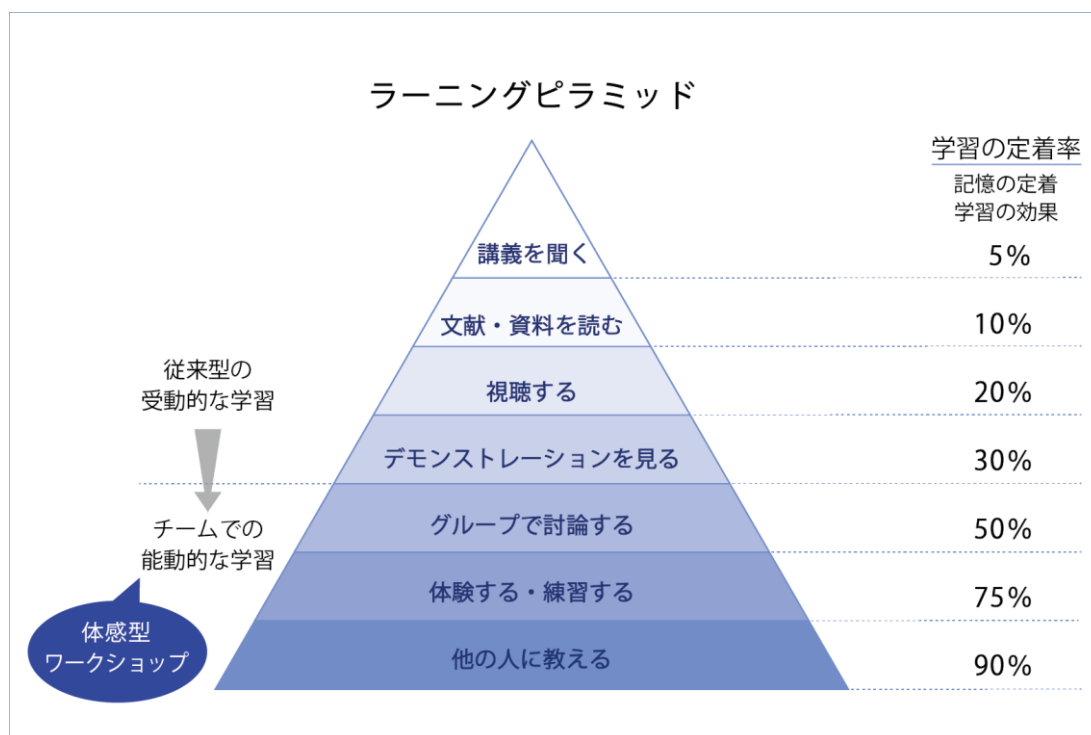 ラーニングピラミッド
学習の定着率
記憶の定着
学習の効果
講義を聞く
5%
文献・資料を読む
10%
従来型の
受動的な学習
視聴する
20%
デモンストレーションを見る
30%
チームでの
能動的な学習
グループで討論する
50%
体験する・練習する
75%
体感型
ワークショップ
他の人に教える
90%